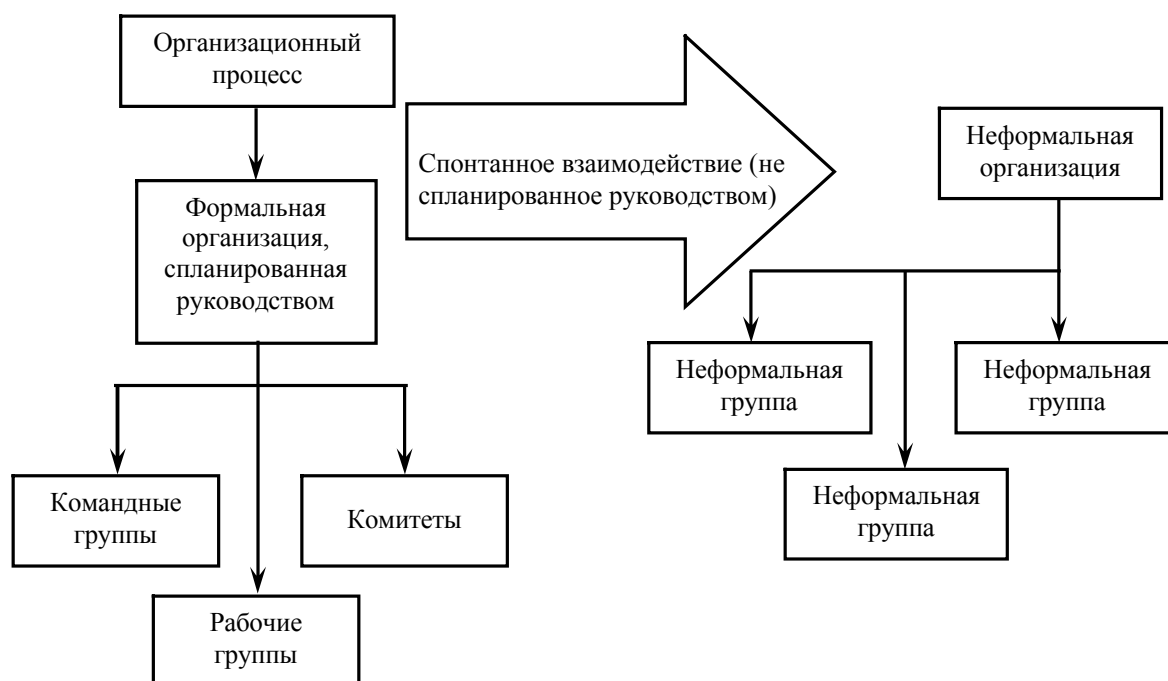 Организационный
процесс
Формальная
организация,
спланированная
руководством
Командные
группы
Комитеты
Рабочие
группы
Спонтанное взаимодействие (не
спланированное руководством)
Неформальная
организация
Неформальная
группа
Неформальная
группа
Неформальная
группа